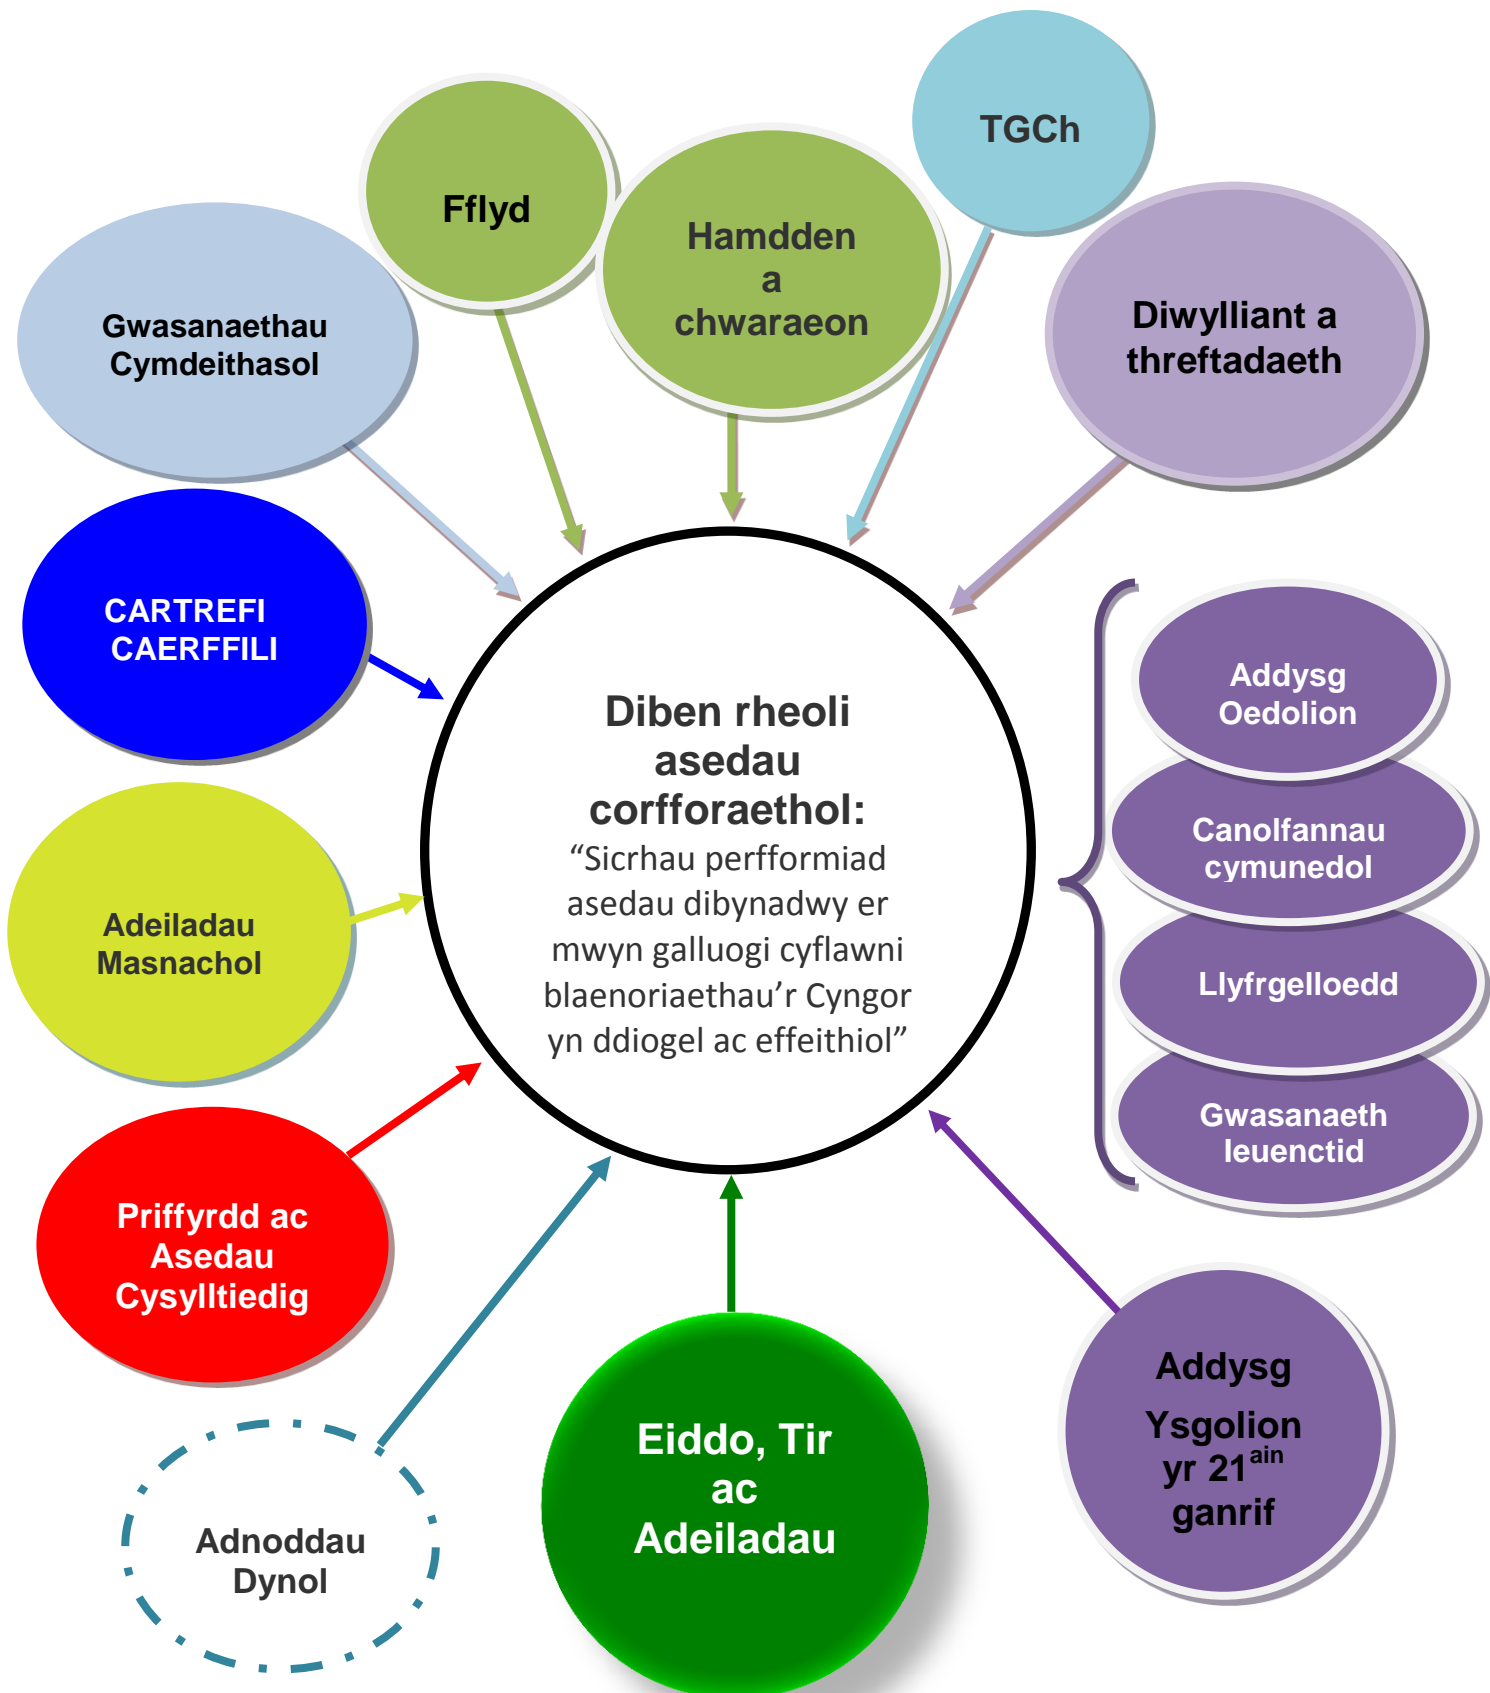 TGCh
Fflyd
Hamdden
a
chwaraeon
Diwylliant a
threftadaeth
Gwasanaethau
Cymdeithasol
CARTREFI
CAERFFILI
Adeiladau
Masnachol
Priffyrdd ac
Asedau
Cysylltiedig
Adnoddau
Dynol
Diben rheoli
asedau
corfforaethol:
“Sicrhau perfformiad
asedau dibynadwy er
mwyn galluogi cyflawni
blaenoriaethau’r Cyngor
yn ddiogel ac effeithiol”
Addysg
Oedolion
Canolfannau
cymunedol
Llyfrgelloedd
Gwasanaeth
Ieuenctid
Eiddo, Tir
ac
Adeiladau
Addysg
Ysgolion
yr 21ain
ganrif